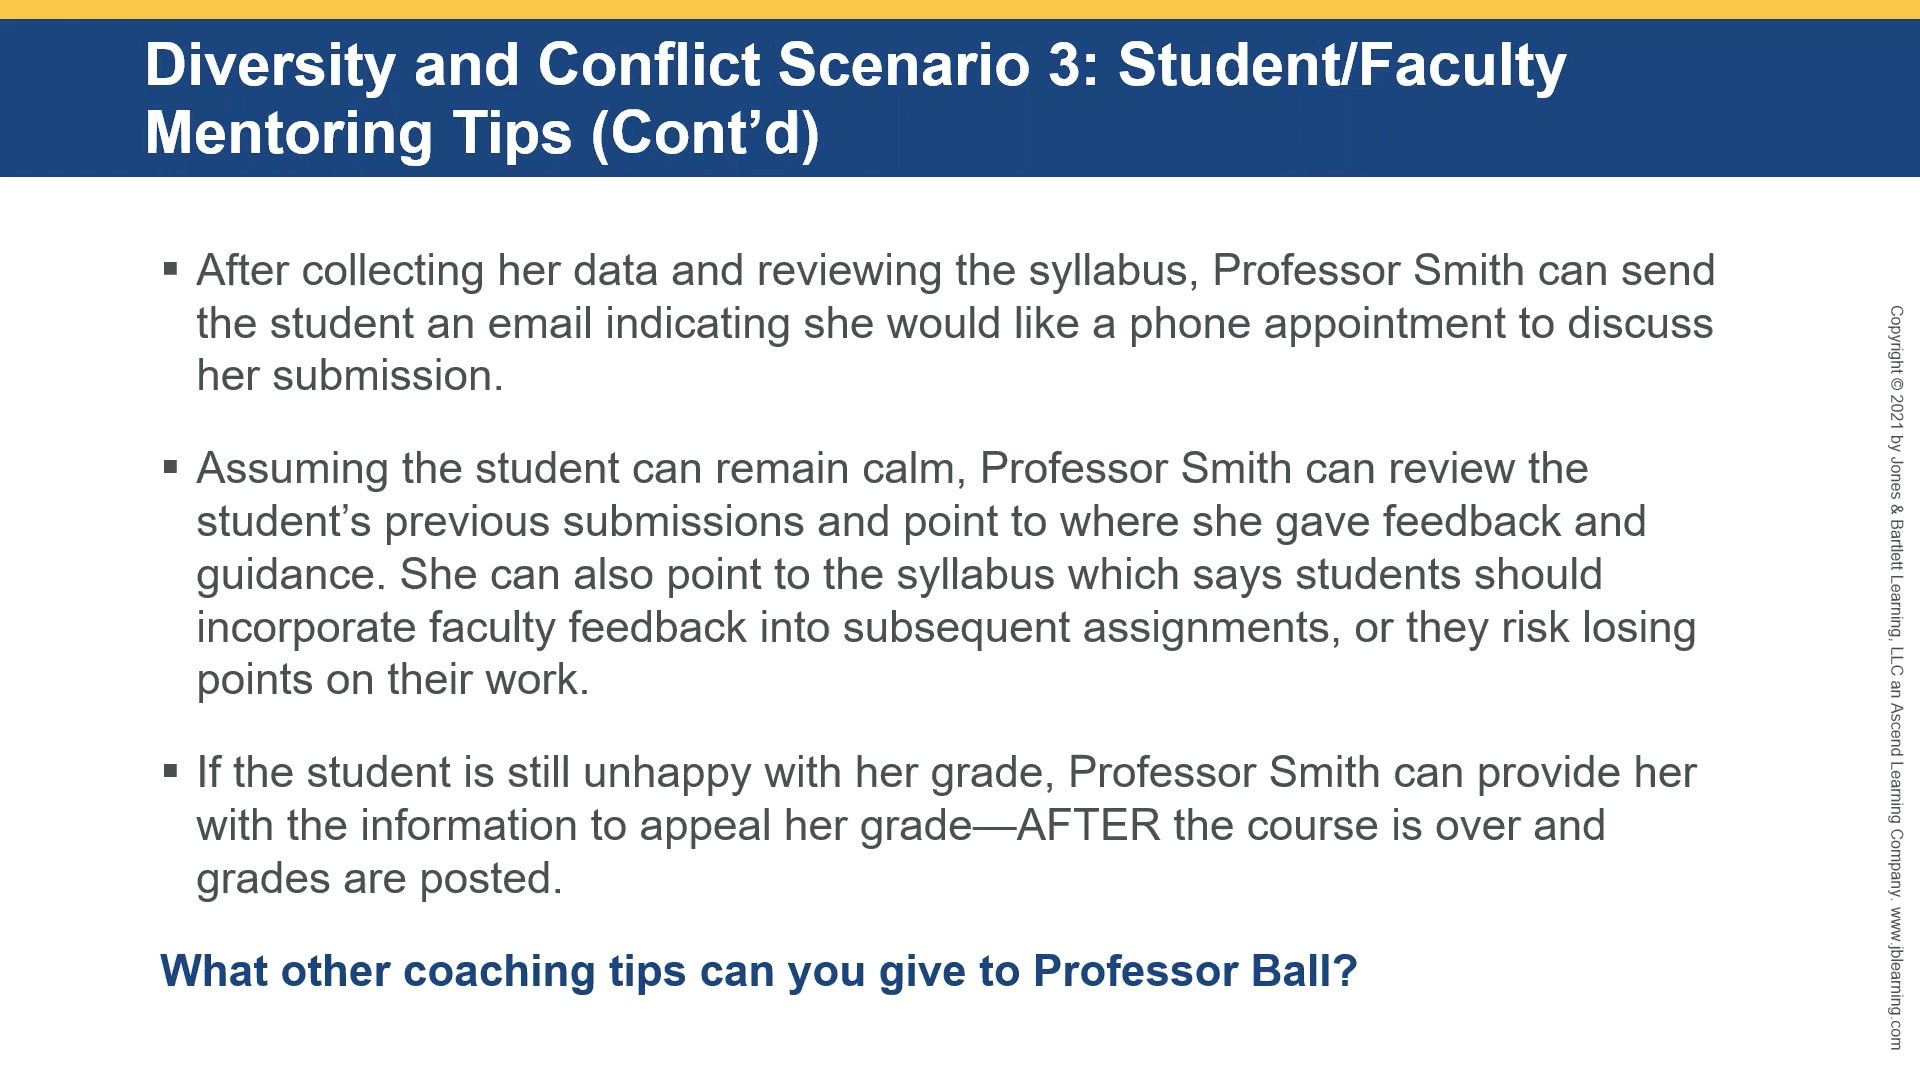 Diversity and Conflict Scenario 3: Student/Faculty
Mentoring Tips (Cont’d)
▪ After collecting her data and reviewing the syllabus, Professor Smith can send
the student an email indicating she would like a phone appointment to discuss
her submission.
▪ Assuming the student can remain calm, Professor Smith can review the
student’s previous submissions and point to where she gave feedback and
guidance. She can also point to the syllabus which says students should
incorporate faculty feedback into subsequent assignments, or they risk losing
points on their work.
▪ If the student is still unhappy with her grade, Professor Smith can provide her
with the information to appeal her grade—AFTER the course is over and
grades are posted.
What other coaching tips can you give to Professor Ball?
Copyright © 2021 by Jones & Bartlett Learning, LLC an Ascend Learning Company. www.jblearning.com